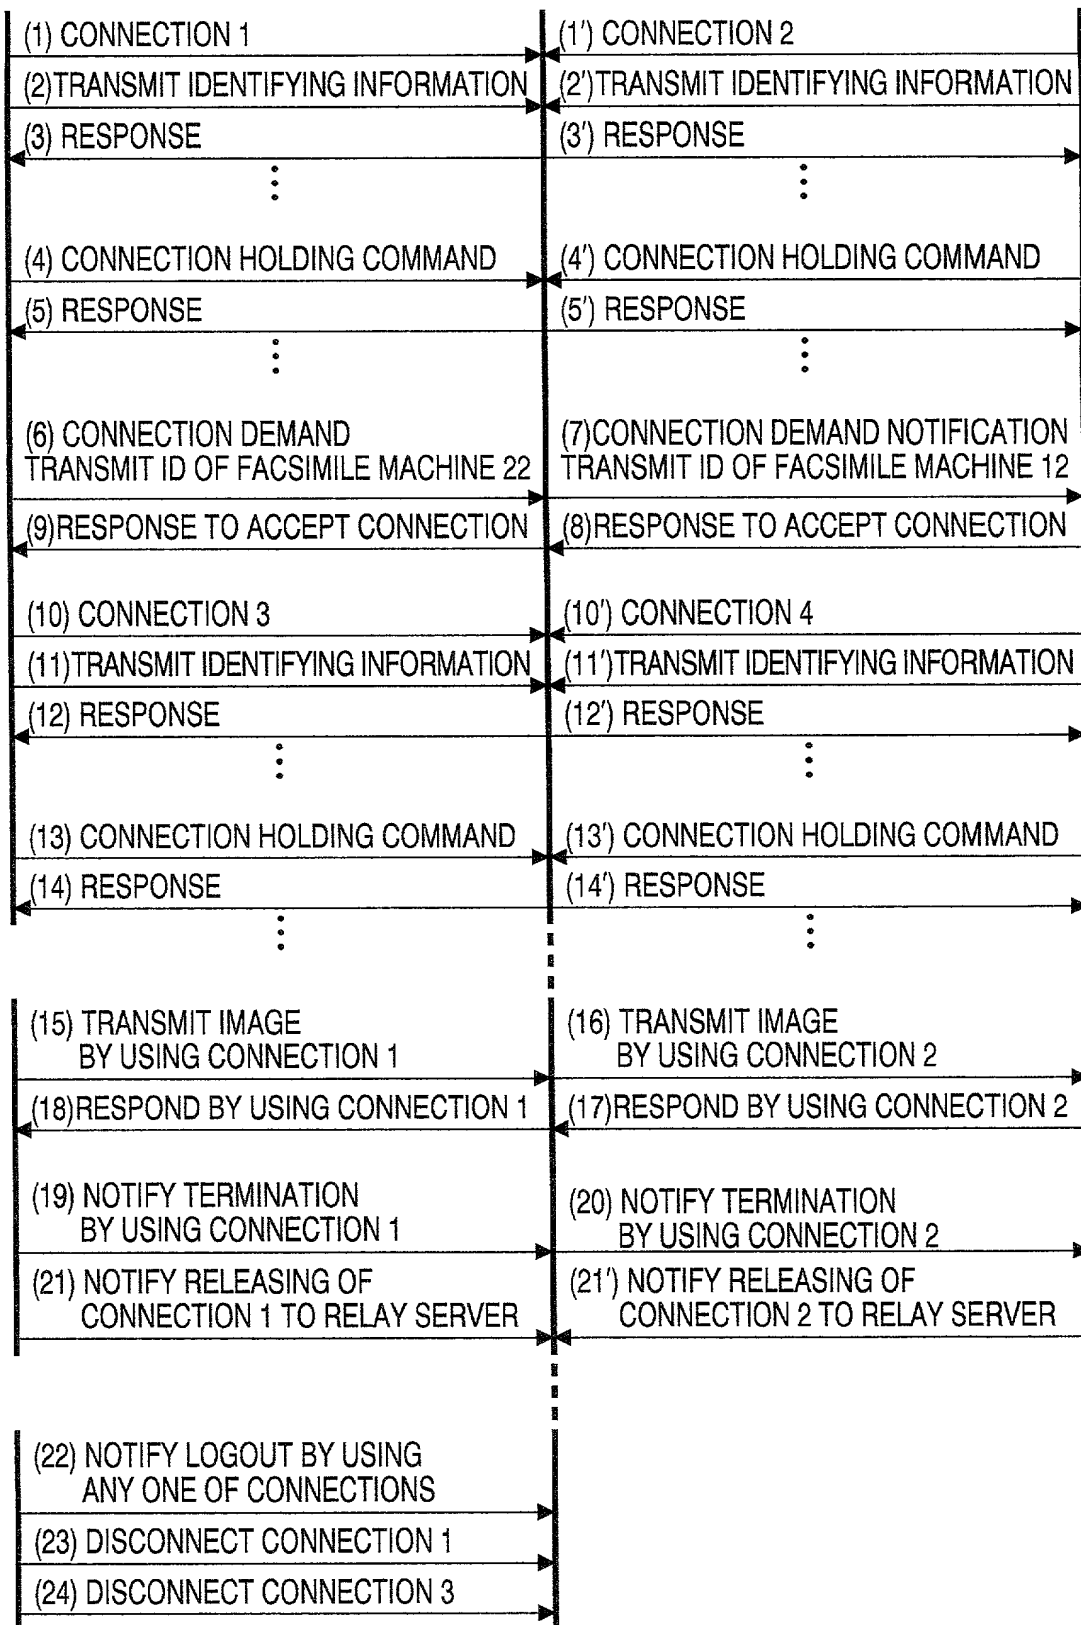 (1) CONNECTION 1
(1') CONNECTION 2
(2)TRANSMIT IDENTIFYING INFORMATION
(2')TRANSMIT IDENTIFYING INFORMATION
(3) RESPONSE
(3') RESPONSE
(4) CONNECTION HOLDING COMMAND
(4') CONNECTION HOLDING COMMAND
(5) RESPONSE
(5') RESPONSE
(6) CONNECTION DEMAND
TRANSMIT ID OF FACSIMILE MACHINE 22
(7)CONNECTION DEMAND NOTIFICATION
TRANSMIT ID OF FACSIMILE MACHINE 12
(9)RESPONSE TO ACCEPT CONNECTION
(8)RESPONSE TO ACCEPT CONNECTION
(10) CONNECTION 3
(10') CONNECTION 4
(11)TRANSMIT IDENTIFYING INFORMATION
(11')TRANSMIT IDENTIFYING INFORMATION
(12) RESPONSE
(12') RESPONSE
(13) CONNECTION HOLDING COMMAND
(13') CONNECTION HOLDING COMMAND
(14) RESPONSE
(14') RESPONSE
(15) TRANSMIT IMAGE
BY USING CONNECTION 1
(16) TRANSMIT IMAGE
BY USING CONNECTION 2
(18)RESPOND BY USING CONNECTION 1
(17)RESPOND BY USING CONNECTION 2
(19) NOTIFY TERMINATION
BY USING CONNECTION 1
(20) NOTIFY TERMINATION
BY USING CONNECTION 2
(21) NOTIFY RELEASING OF
CONNECTION 1 TO RELAY SERVER
(21') NOTIFY RELEASING OF
CONNECTION 2 TO RELAY SERVER
(22) NOTIFY LOGOUT BY USING
ANY ONE OF CONNECTIONS
(23) DISCONNECT CONNECTION 1
(24) DISCONNECT CONNECTION 3